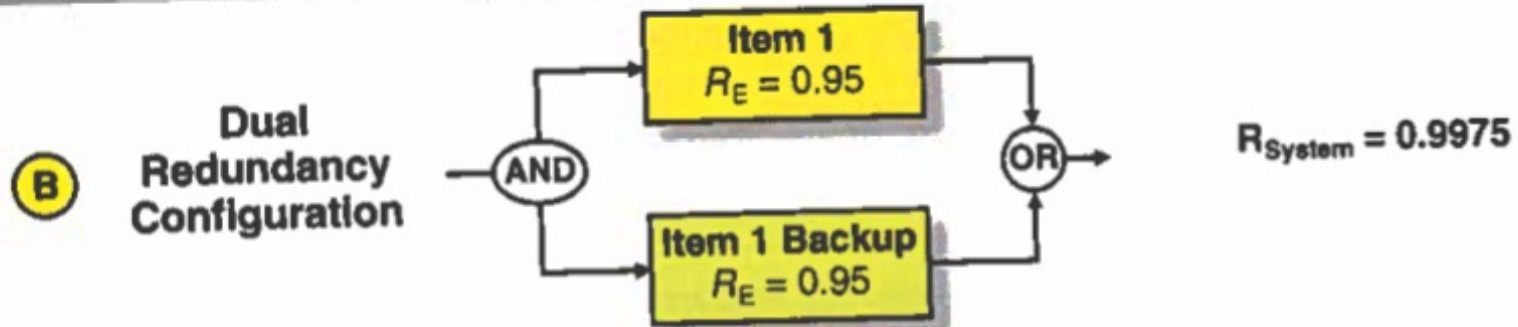 B
Dual
Redundancy
Configuration
AND
Item 1
R_E = 0.95
Item 1 Backup
R_E = 0.95
OR
R_System = 0.9975